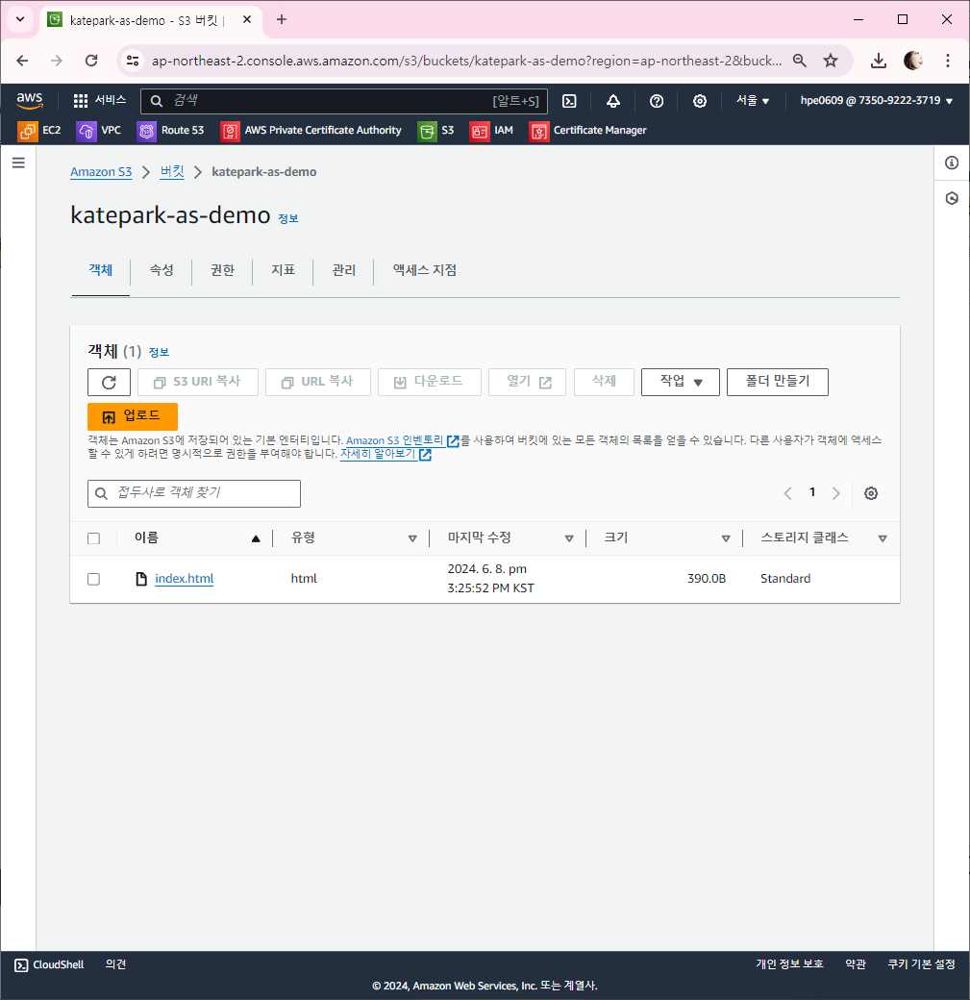 katepark-as-demo - S3 버킷 |
ap-northeast-2.console.aws.amazon.com/s3/buckets/katepark-as-demo?region=ap-northeast-2&buck...
aws 서비스 검색 [알트+S] 서울 ▼ hpe0609 @ 7350-9222-3719 ▼
EC2 VPC Route 53 AWS Private Certificate Authority S3 IAM Certificate Manager
Amazon S3 > 버킷 > katepark-as-demo
katepark-as-demo 정보
객체 속성 권한 지표 관리 액세스 지점
객체 (1) 정보
S3 URI 복사 URL 복사 다운로드 열기 삭제 작업 ▼ 폴더 만들기
업로드
객체는 Amazon S3에 저장되어 있는 기본 엔터티입니다. Amazon S3 인벤토리를 사용하여 버킷에 있는 모든 객체의 목록을 얻을 수 있습니다. 다른 사용자가 객체에 액세스
할 수 있게 하려면 명시적으로 권한을 부여해야 합니다. 자세히 알아보기
접두사로 객체 찾기 1
이름 유형 마지막 수정 크기 스토리지 클래스
index.html html 2024. 6. 8. pm 390.0B Standard
3:25:52 PM KST
CloudShell 의견 개인 정보 보호 약관 쿠키 기본 설정
© 2024, Amazon Web Services, Inc. 또는 계열사.